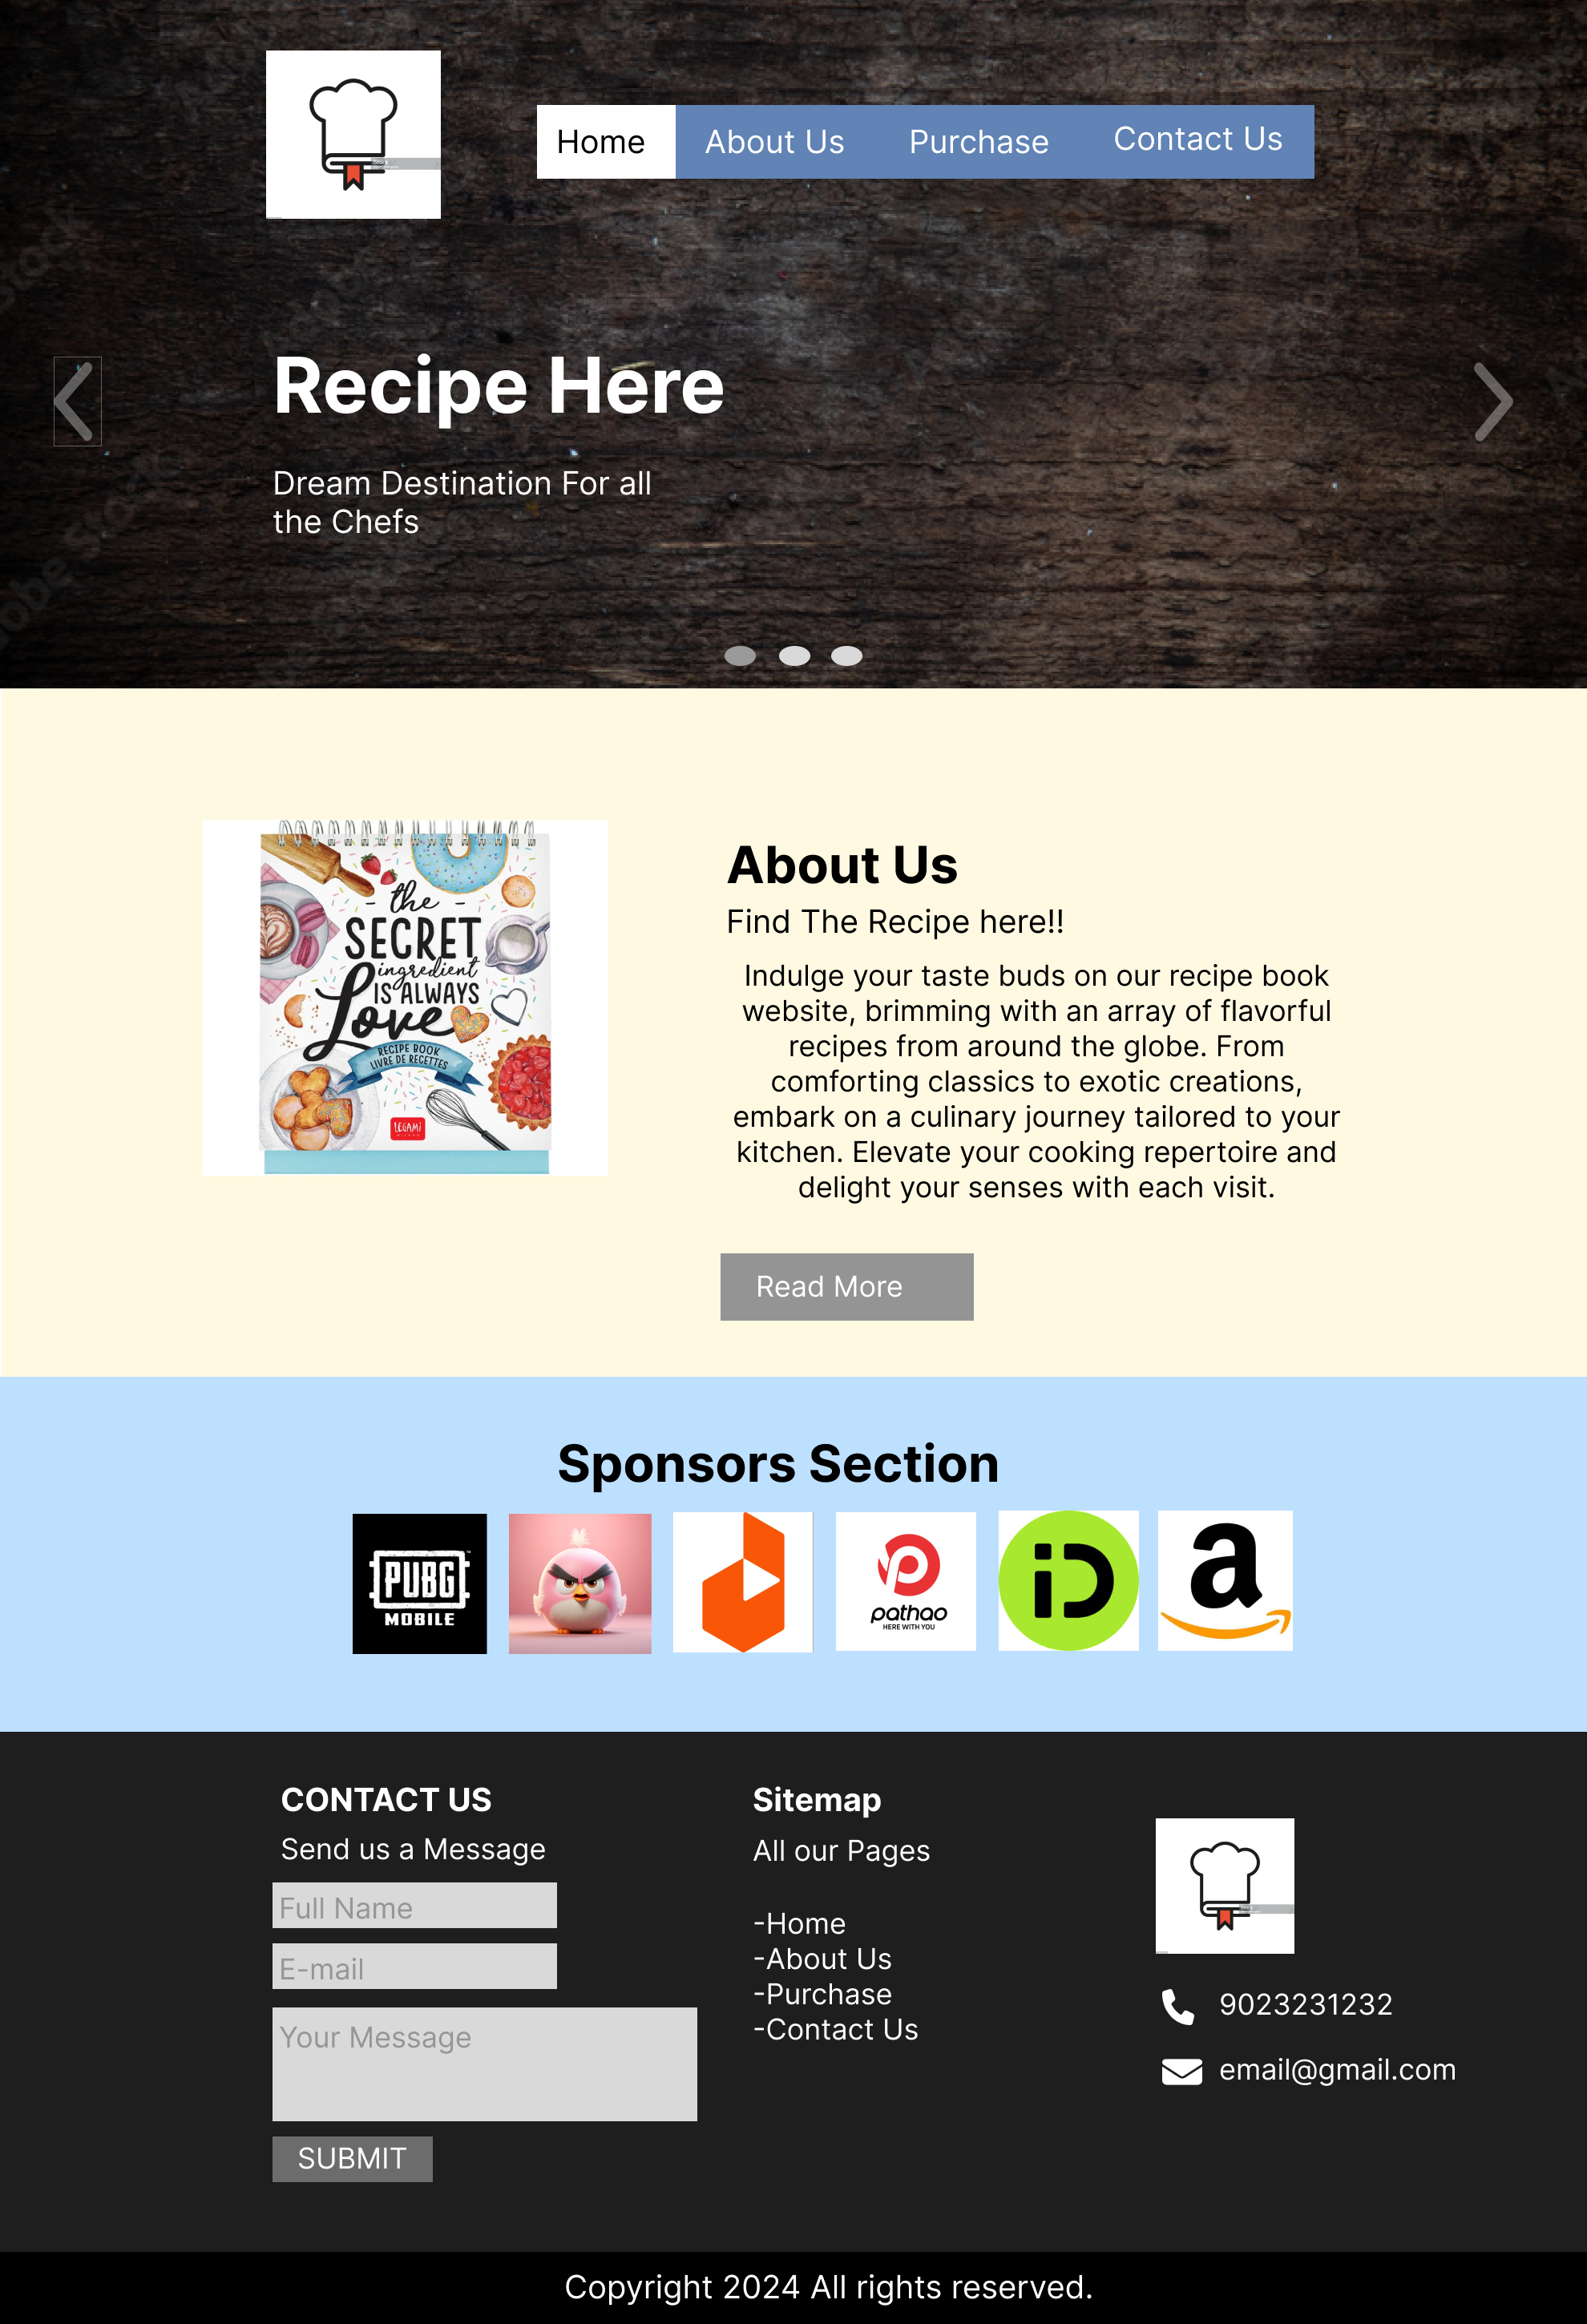 Home
About Us
Purchase
Contact Us
Recipe Here
Dream Destination For all
the Chefs
the
SECRET
ingredient
IS ALWAYS
Love
RECIPE BOOK
LIVRE DE RECETTES
LEGAMI
About Us
Find The Recipe here!!
Indulge your taste buds on our recipe book
website, brimming with an array of flavorful
recipes from around the globe. From
comforting classics to exotic creations,
embark on a culinary journey tailored to your
kitchen. Elevate your cooking repertoire and
delight your senses with each visit.
Read More
Sponsors Section
PUBG
MOBILE
pathao
HERE WITH YOU
iD
a
CONTACT US
Send us a Message
Full Name
E-mail
Your Message
SUBMIT
Sitemap
All our Pages
-Home
-About Us
-Purchase
-Contact Us
9023231232
email@gmail.com
Copyright 2024 All rights reserved.